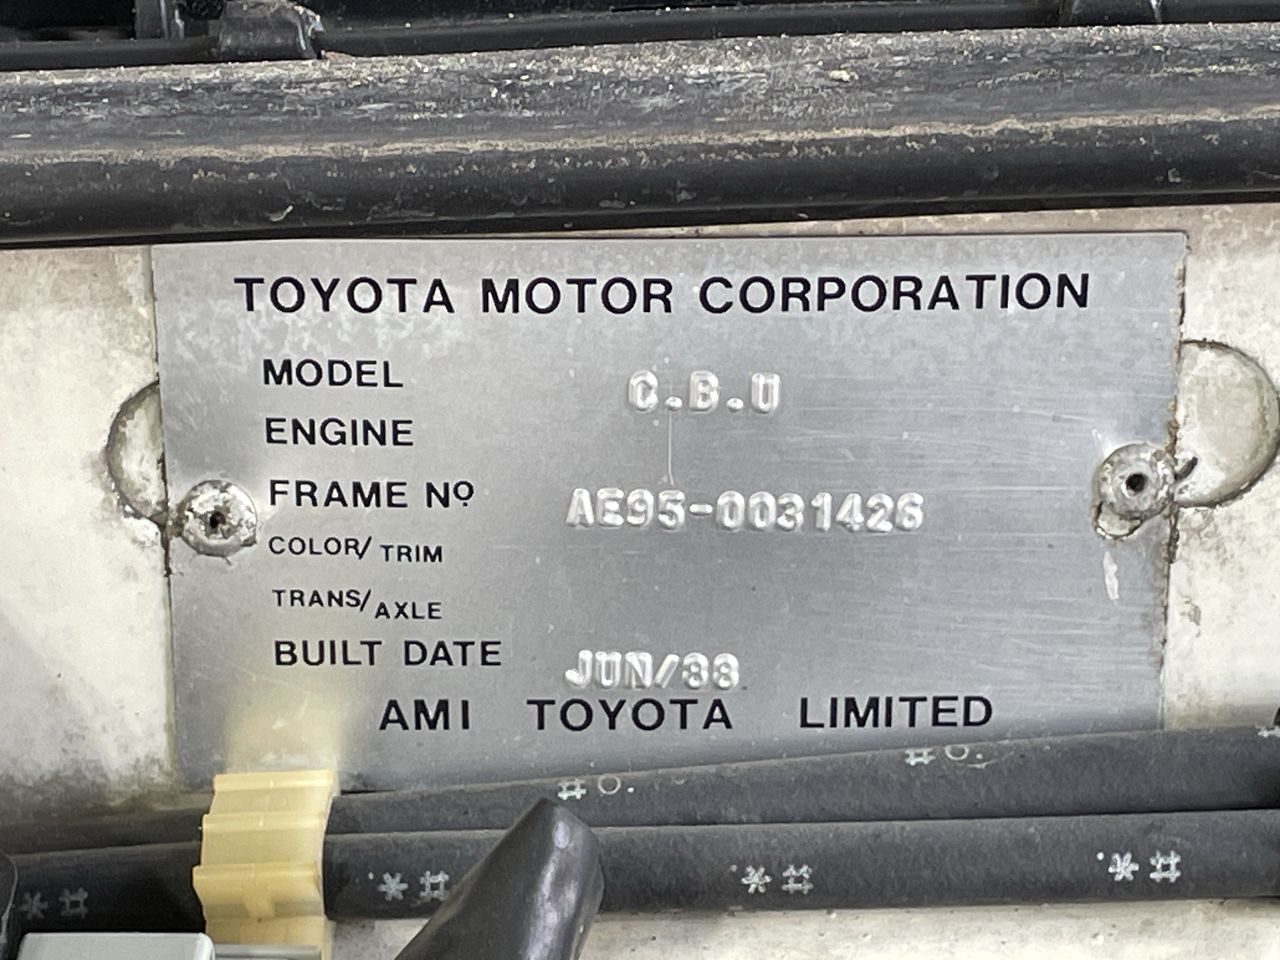 TOYOTA MOTOR CORPORATION
MODEL C.B.U
ENGINE
FRAME Nº AE95-0031426
COLOR/TRIM
TRANS/AXLE
BUILT DATE JUN/88
AMI TOYOTA LIMITED
#O.
#O.
*#
*#
*#
*#